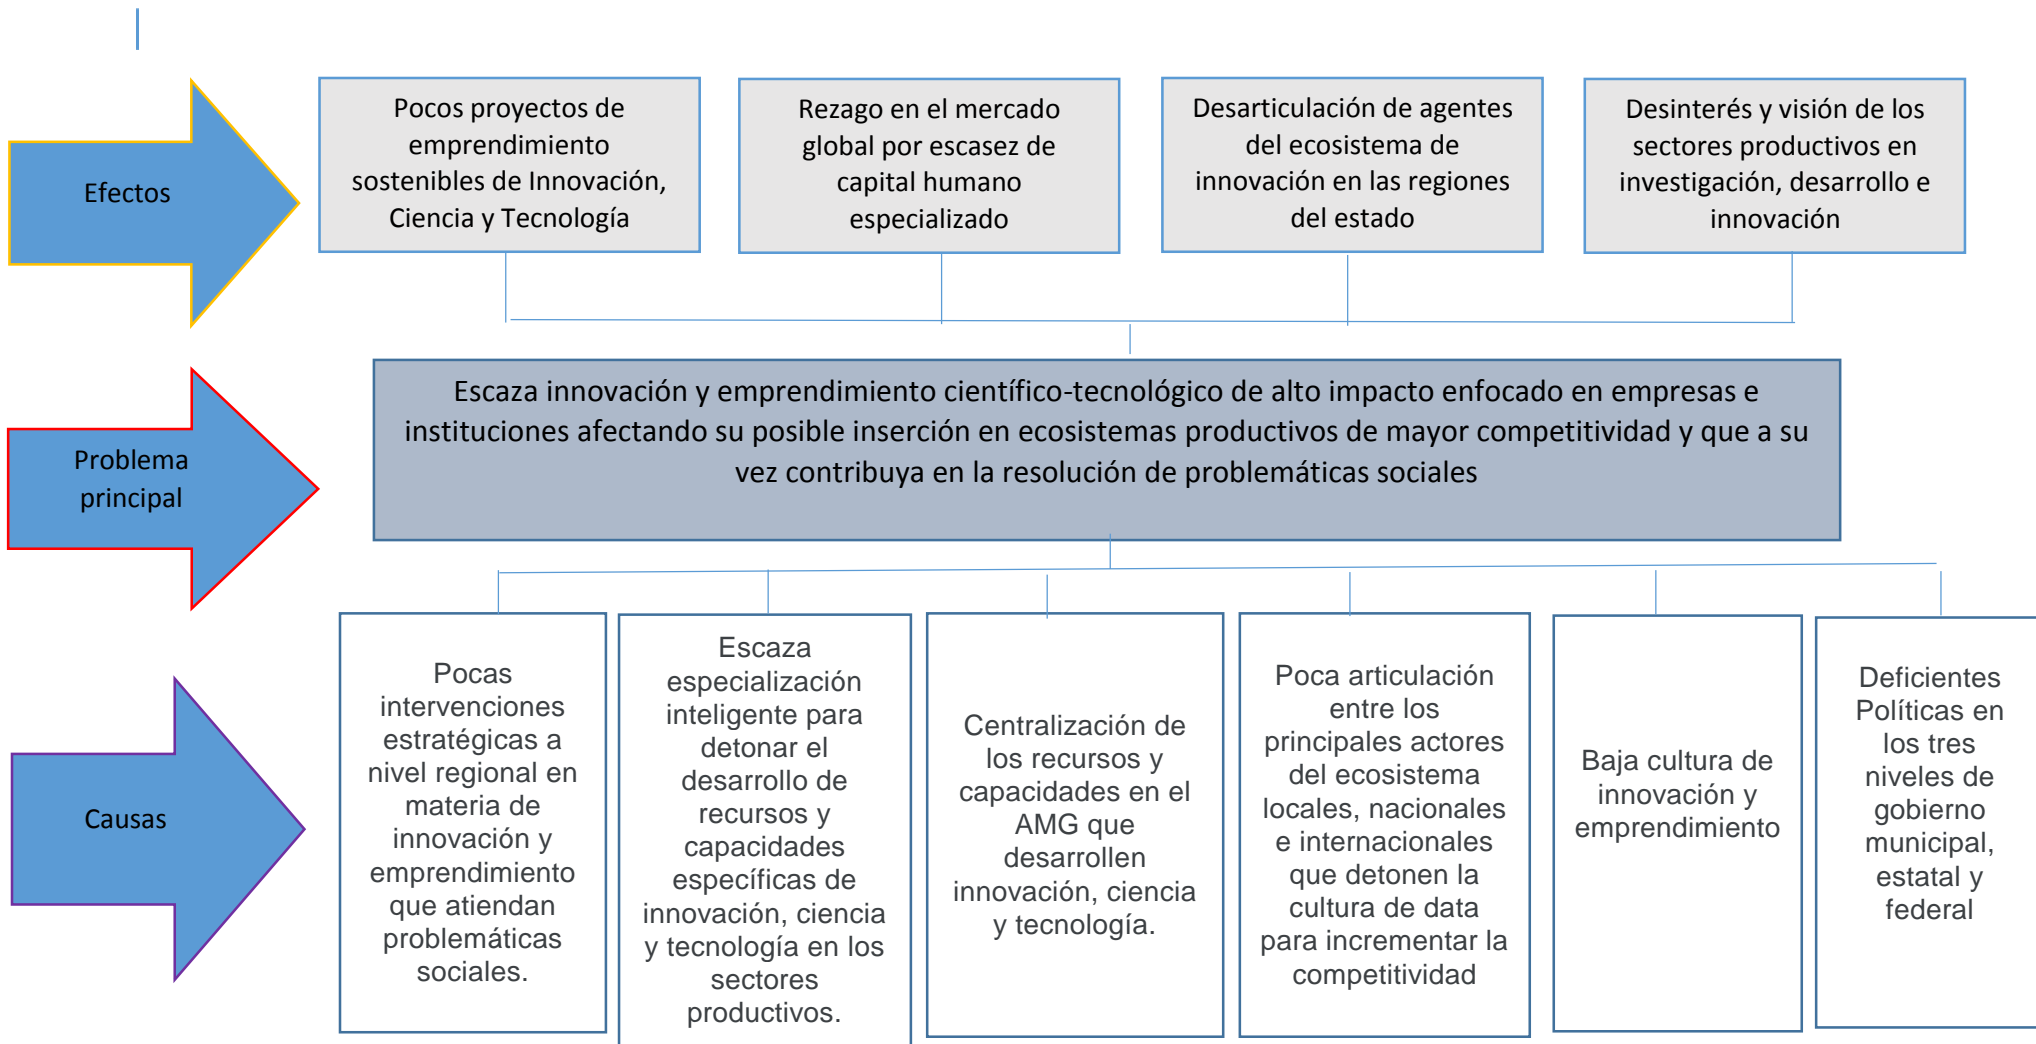 Efectos
Pocos proyectos de
emprendimiento
sostenibles de Innovación,
Ciencia y Tecnología
Rezago en el mercado
global por escasez de
capital humano
especializado
Desarticulación de agentes
del ecosistema de
innovación en las regiones
del estado
Desinterés y visión de los
sectores productivos en
investigación, desarrollo e
innovación
Problema
principal
Escaza innovación y emprendimiento científico-tecnológico de alto impacto enfocado en empresas e
instituciones afectando su posible inserción en ecosistemas productivos de mayor competitividad y que a su
vez contribuya en la resolución de problemáticas sociales
Causas
Pocas
intervenciones
estratégicas a
nivel regional en
materia de
innovación y
emprendimiento
que atiendan
problemáticas
sociales.
Escaza
especialización
inteligente para
detonar el
desarrollo de
recursos y
capacidades
específicas de
innovación, ciencia
y tecnología en los
sectores
productivos.
Centralización de
los recursos y
capacidades en el
AMG que
desarrollen
innovación, ciencia
y tecnología.
Poca articulación
entre los
principales actores
del ecosistema
locales, nacionales
e internacionales
que detonen la
cultura de data
para incrementar la
competitividad
Baja cultura de
innovación y
emprendimiento
Deficientes
Políticas en
los tres
niveles de
gobierno
municipal,
estatal y
federal